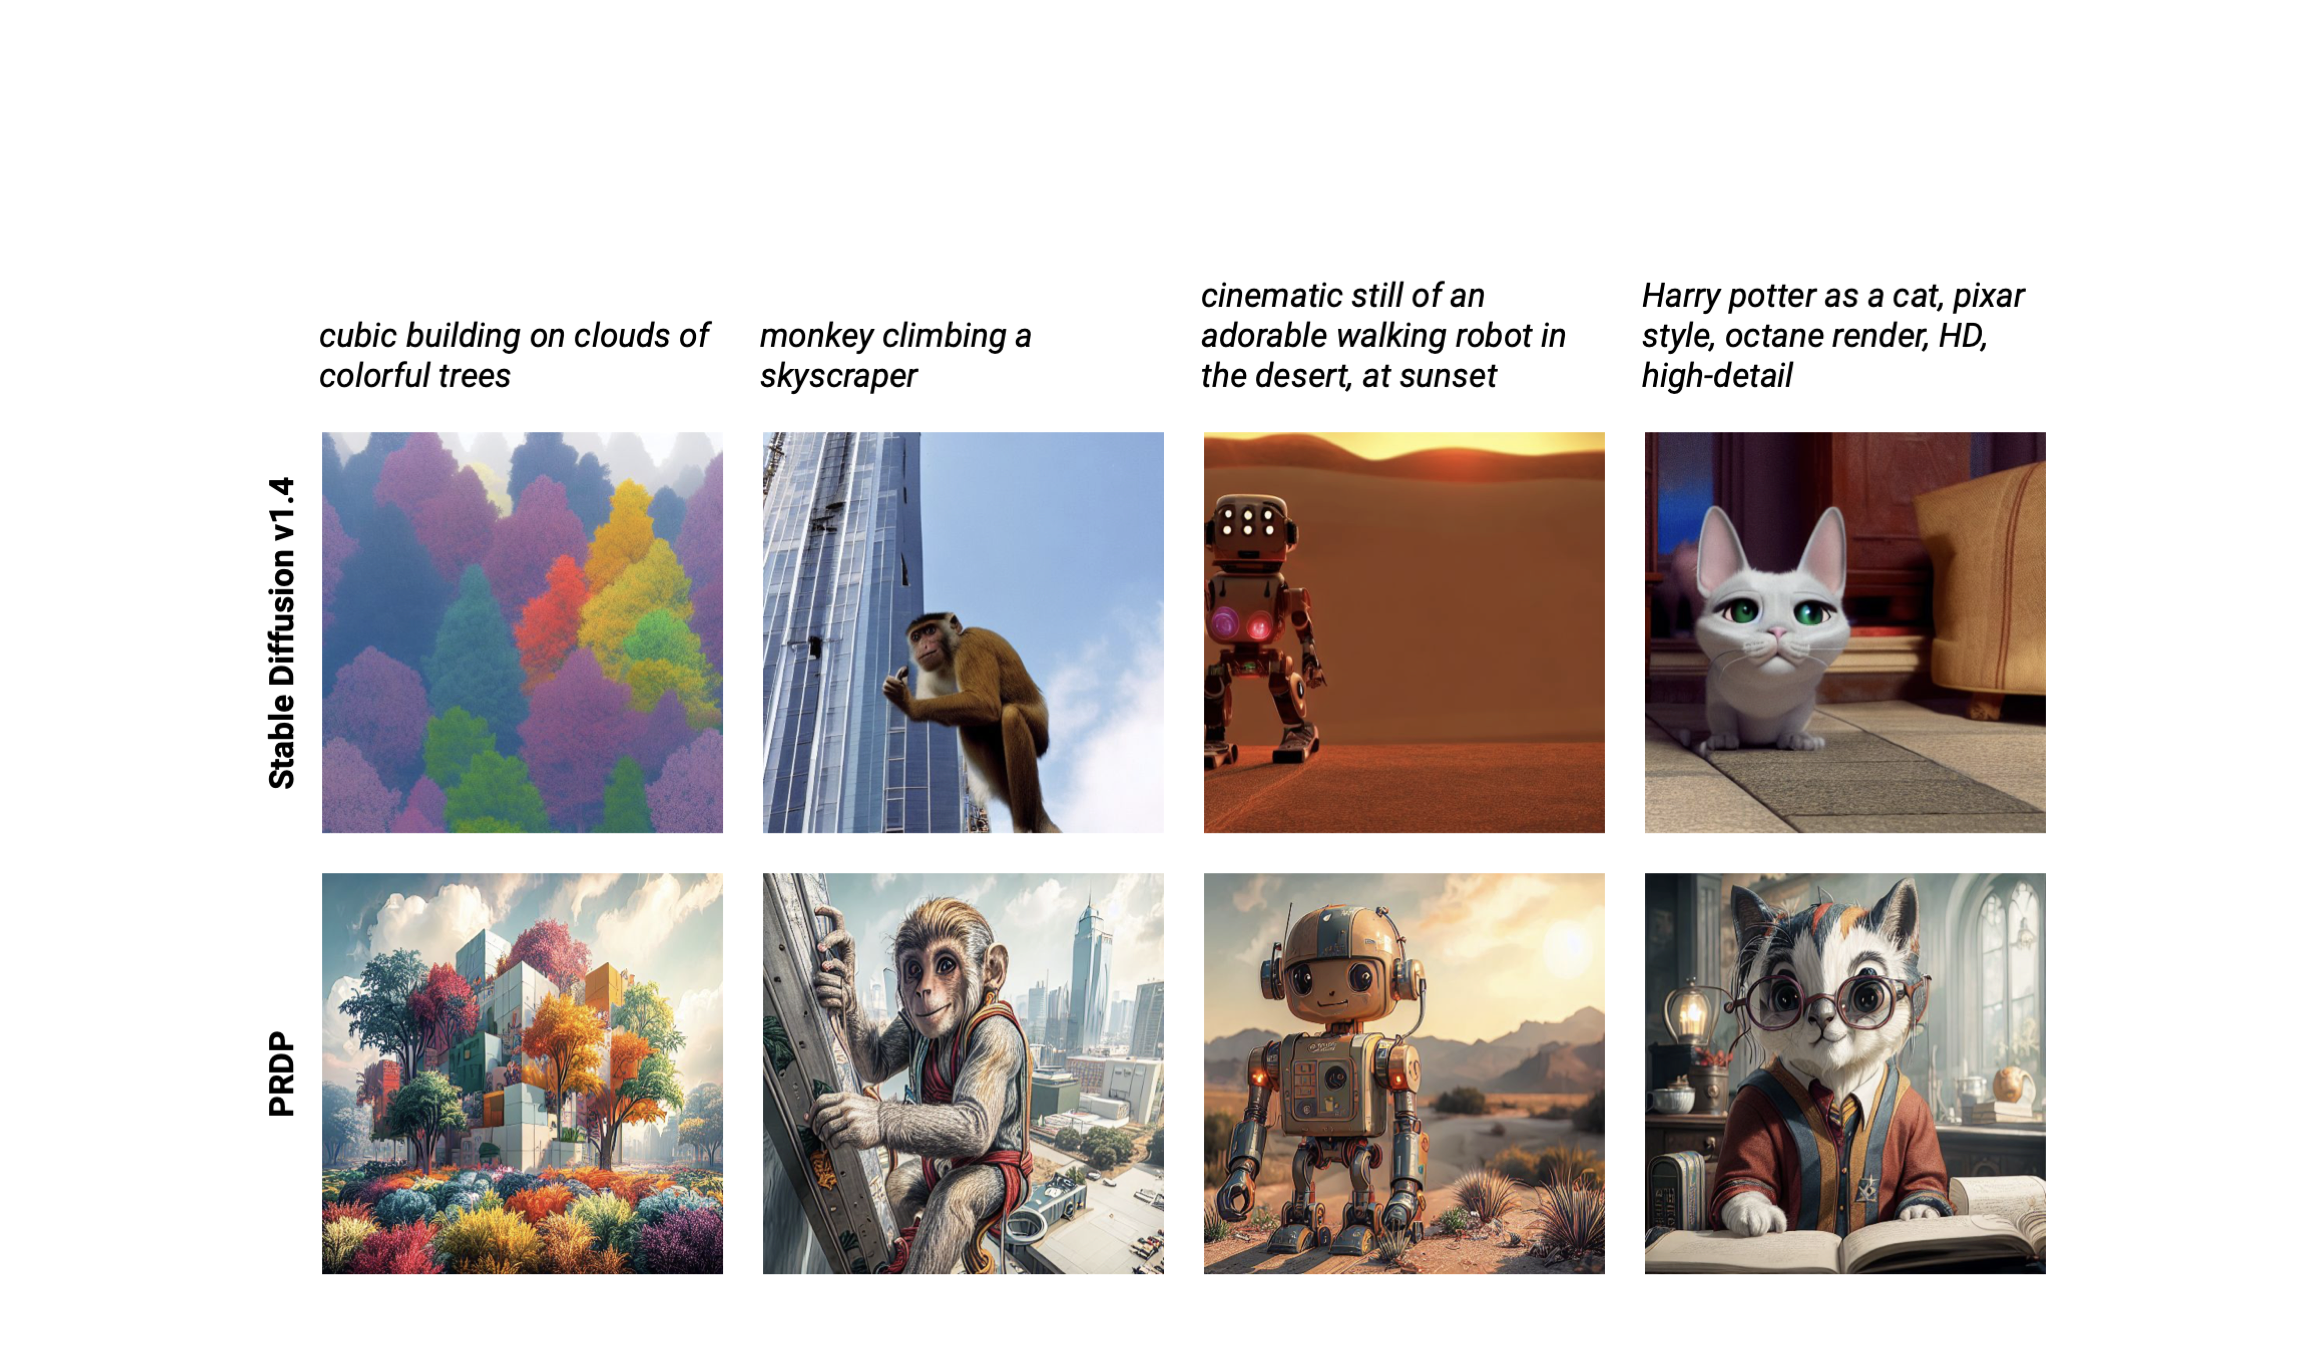 cubic building on clouds of
colorful trees
monkey climbing a
skyscraper
cinematic still of an
adorable walking robot in
the desert, at sunset
Harry potter as a cat, pixar
style, octane render, HD,
high-detail
Stable Diffusion v1.4
PRDP